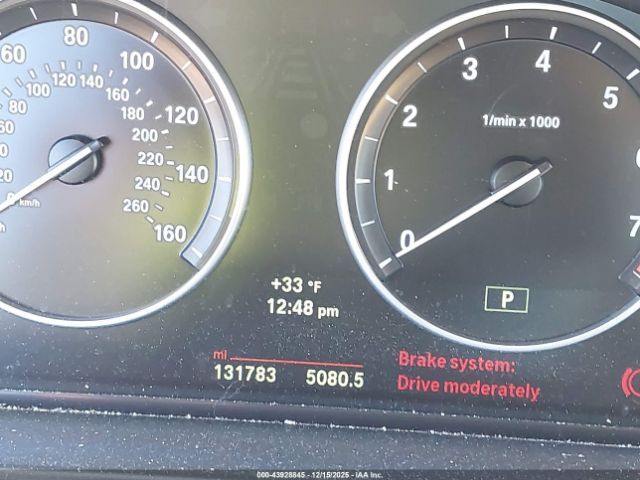 60 80 100 120 140 160
80 100 120 140 160 180 200 220 240 260
km/h
0 1 2 3 4 5 6 7
1/min x 1000
P
+33 °F
12:48 pm
mi
131783 5080.5
Brake system:
Drive moderately
000-43928845 - 12/15/2025 - IAA Inc.